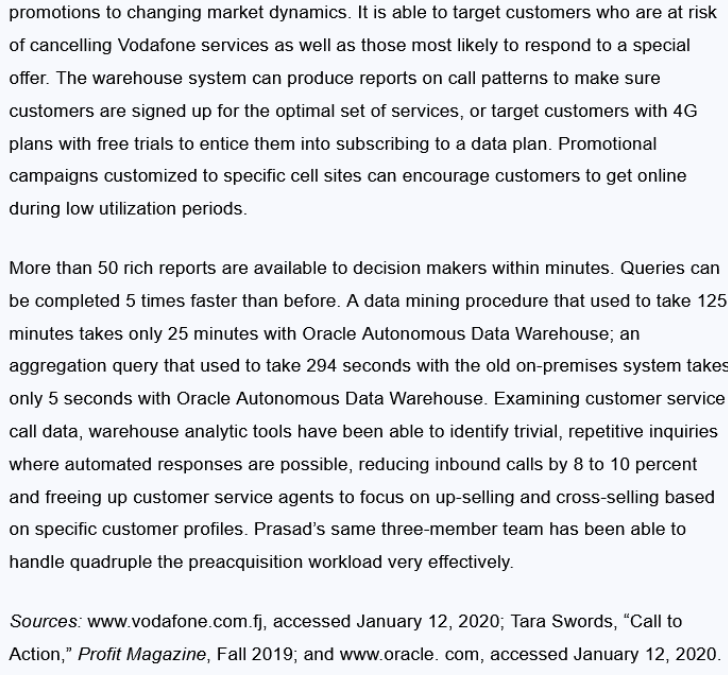 promotions to changing market dynamics. It is able to target customers who are at risk
of cancelling Vodafone services as well as those most likely to respond to a special
offer. The warehouse system can produce reports on call patterns to make sure
customers are signed up for the optimal set of services, or target customers with 4G
plans with free trials to entice them into subscribing to a data plan. Promotional
campaigns customized to specific cell sites can encourage customers to get online
during low utilization periods.
More than 50 rich reports are available to decision makers within minutes. Queries can
be completed 5 times faster than before. A data mining procedure that used to take 125
minutes takes only 25 minutes with Oracle Autonomous Data Warehouse; an
aggregation query that used to take 294 seconds with the old on-premises system takes
only 5 seconds with Oracle Autonomous Data Warehouse. Examining customer service
call data, warehouse analytic tools have been able to identify trivial, repetitive inquiries
where automated responses are possible, reducing inbound calls by 8 to 10 percent
and freeing up customer service agents to focus on up-selling and cross-selling based
on specific customer profiles. Prasad’s same three-member team has been able to
handle quadruple the preacquisition workload very effectively.
Sources: www.vodafone.com.fj, accessed January 12, 2020; Tara Swords, “Call to
Action,” Profit Magazine, Fall 2019; and www.oracle. com, accessed January 12, 2020.